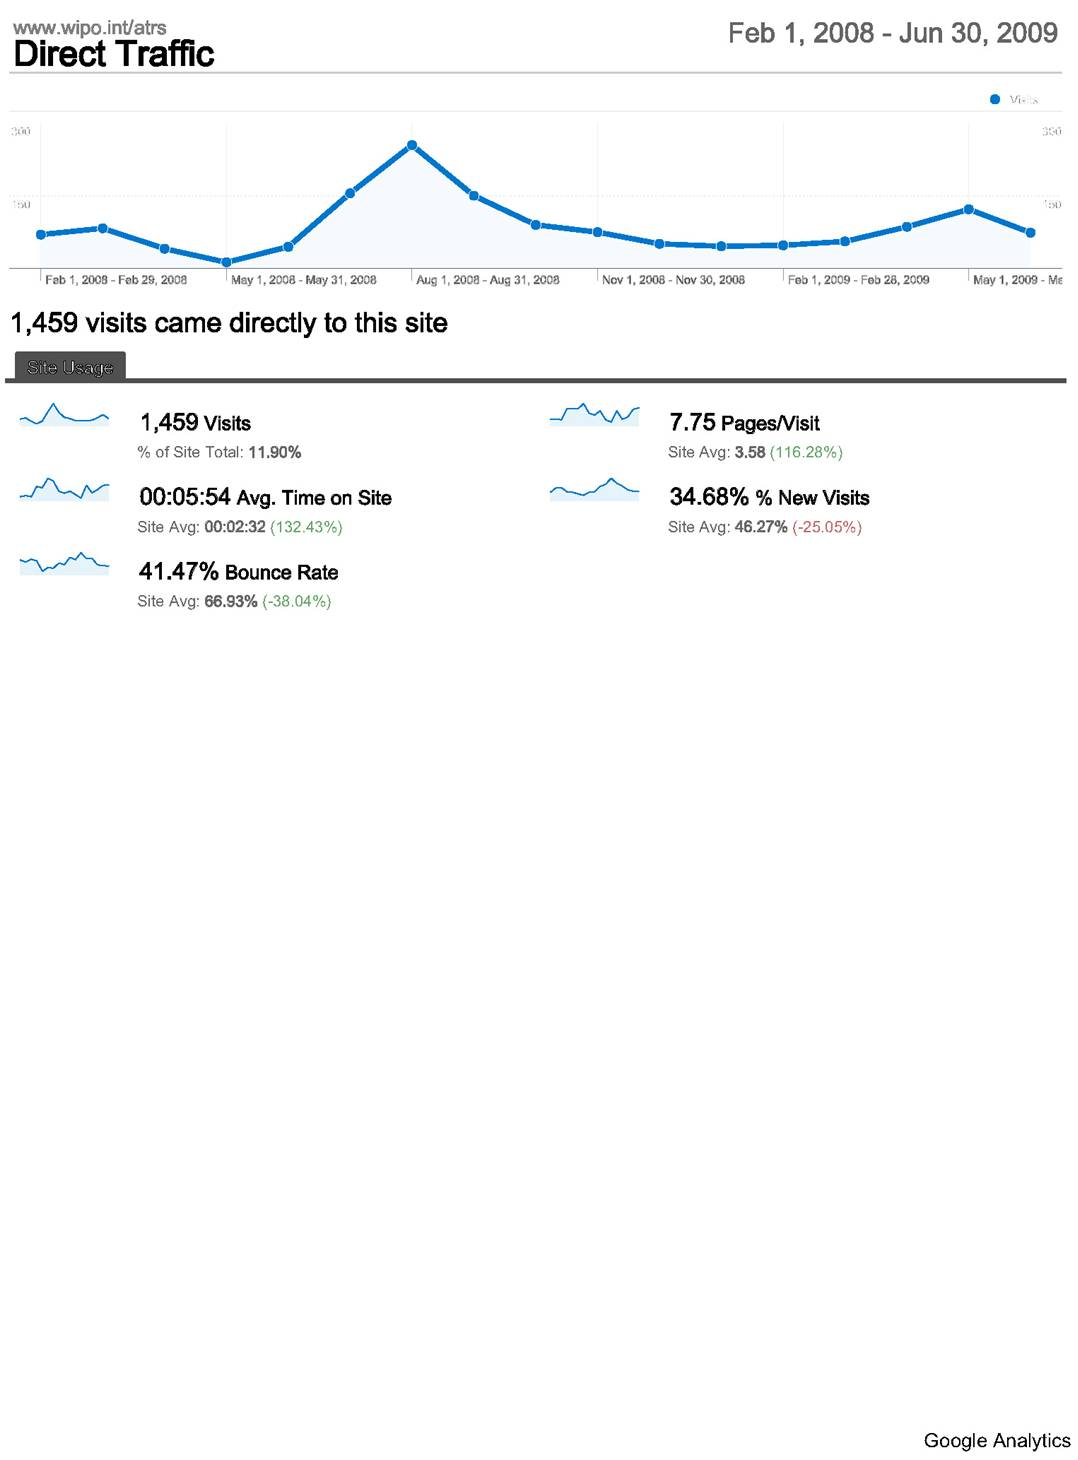 www.wipo.int/atrs
Direct Traffic
Feb 1, 2008 - Jun 30, 2009
Visits
300 300
150 150
Feb 1, 2008 - Feb 29, 2008 May 1, 2008 - May 31, 2008 Aug 1, 2008 - Aug 31, 2008 Nov 1, 2008 - Nov 30, 2008 Feb 1, 2009 - Feb 28, 2009 May 1, 2009 - Ma
1,459 visits came directly to this site
Site Usage
1,459 Visits
% of Site Total: 11.90%
7.75 Pages/Visit
Site Avg: 3.58 (116.28%)
00:05:54 Avg. Time on Site
Site Avg: 00:02:32 (132.43%)
34.68% % New Visits
Site Avg: 46.27% (-25.05%)
41.47% Bounce Rate
Site Avg: 66.93% (-38.04%)
Google Analytics